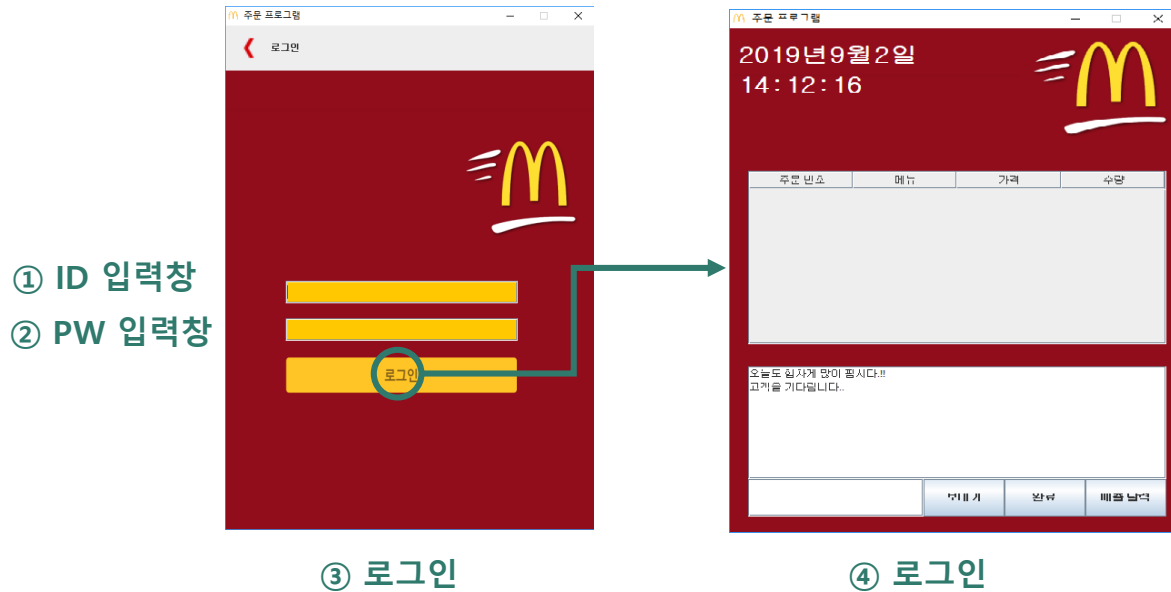 주문 프로그램
로그인
① ID 입력창
② PW 입력창
로그인
③ 로그인
주문 프로그램
2019년9월2일
14:12:16
주문 번호 메뉴 가격 수량
오늘도 힘차게 많이 팝시다.!!
고객을 기다립니다..
보내기 완료 매출달력
④ 로그인